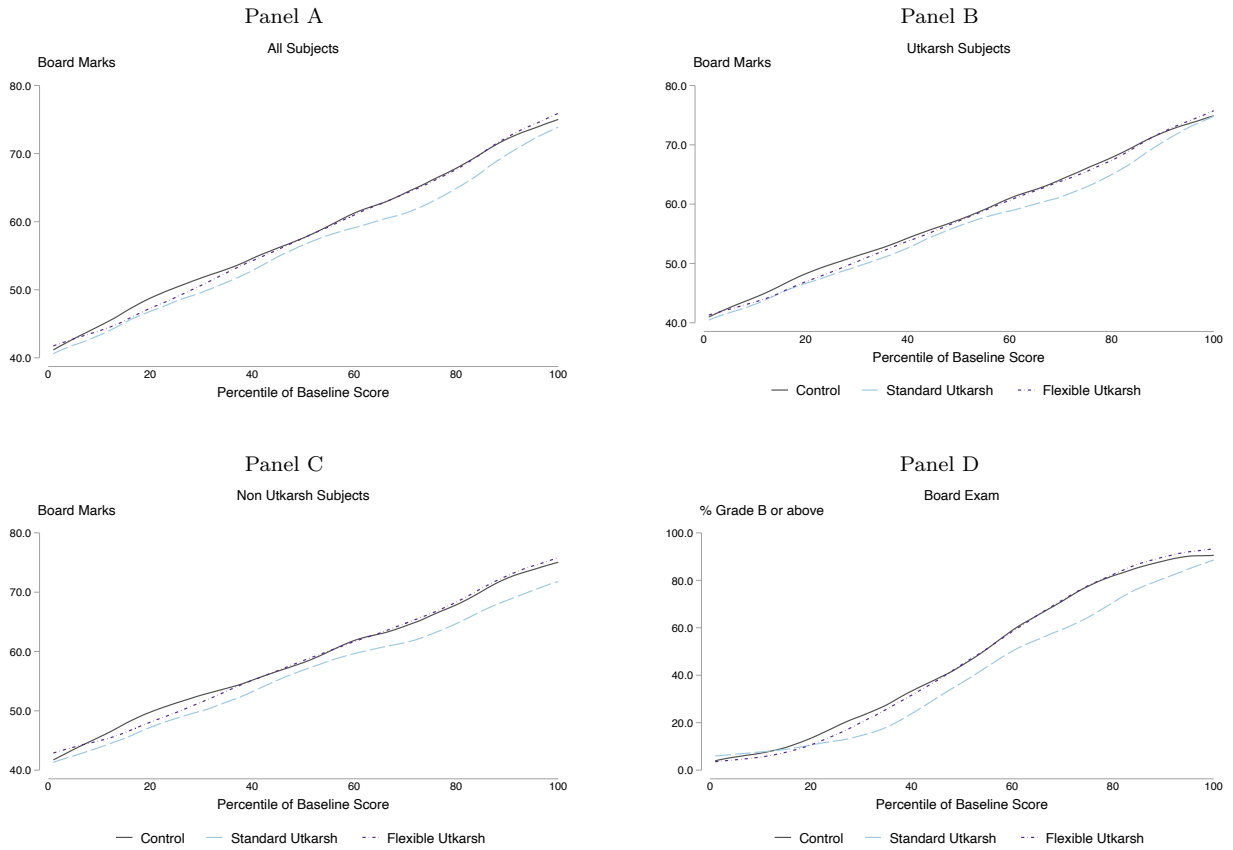 Panel A
All Subjects
Board Marks
80.0
70.0
60.0
50.0
40.0
0 20 40 60 80 100
Percentile of Baseline Score
Panel B
Utkarsh Subjects
Board Marks
80.0
70.0
60.0
50.0
40.0
0 20 40 60 80 100
Percentile of Baseline Score
Control Standard Utkarsh Flexible Utkarsh
Panel C
Non Utkarsh Subjects
Board Marks
80.0
70.0
60.0
50.0
40.0
0 20 40 60 80 100
Percentile of Baseline Score
Control Standard Utkarsh Flexible Utkarsh
Panel D
Board Exam
% Grade B or above
100.0
80.0
60.0
40.0
20.0
0.0
0 20 40 60 80 100
Percentile of Baseline Score
Control Standard Utkarsh Flexible Utkarsh